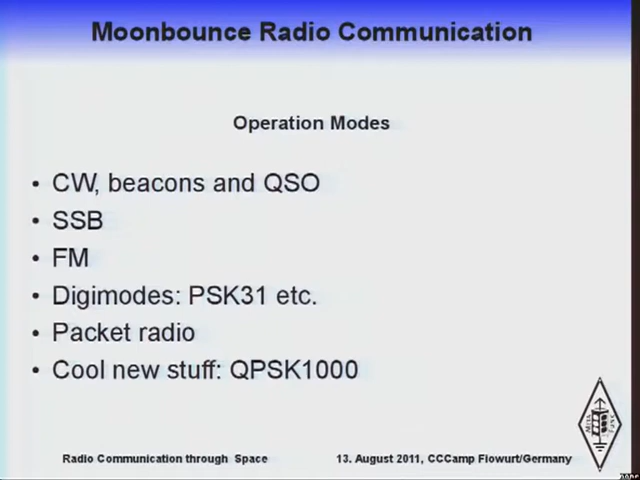 Moonbounce Radio Communication
Operation Modes
• CW, beacons and QSO
• SSB
• FM
• Digimodes: PSK31 etc.
• Packet radio
• Cool new stuff: QPSK1000
Radio Communication through Space
13. August 2011, CCCamp Flowurt/Germany